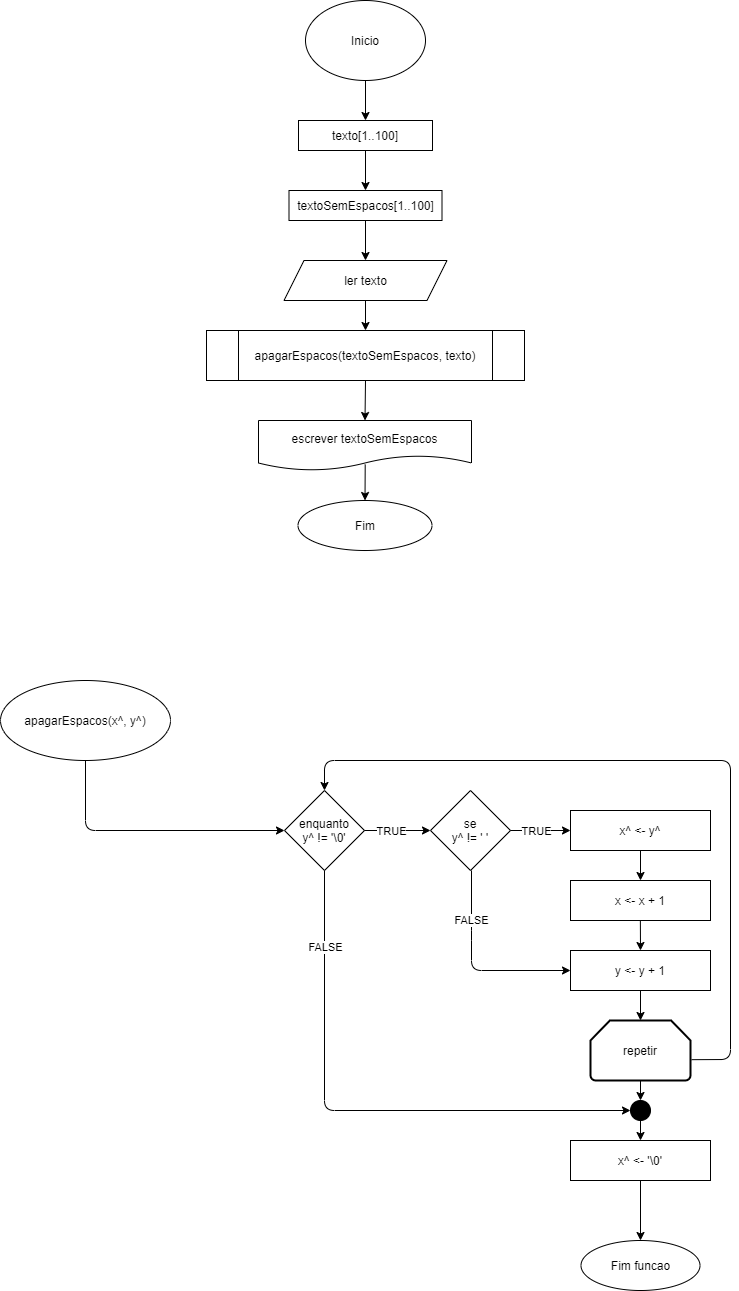 Inicio
texto[1..100]
textoSemEspacos[1..100]
ler texto
apagarEspacos(textoSemEspacos, texto)
escrever textoSemEspacos
Fim
apagarEspacos(x^, y^)
enquanto
y^ != '\0'
TRUE
se
y^ != ' '
TRUE
x^ <- y^
x <- x + 1
FALSE
FALSE
y <- y + 1
repetir
x^ <- '\0'
Fim funcao